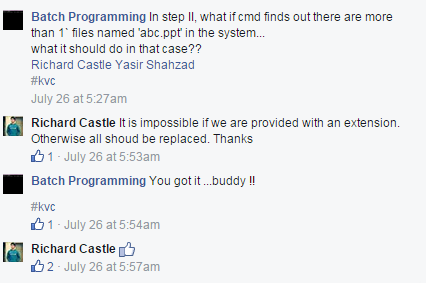 Batch Programming In step II, what if cmd finds out there are more
than 1` files named 'abc.ppt' in the system...
what it should do in that case??
Richard Castle Yasir Shahzad
#kvc
July 26 at 5:27am
Richard Castle It is impossible if we are provided with an extension.
Otherwise all shoud be replaced. Thanks
1 · July 26 at 5:53am
Batch Programming You got it ...buddy !!
#kvc
1 · July 26 at 5:54am
Richard Castle
2 · July 26 at 5:57am